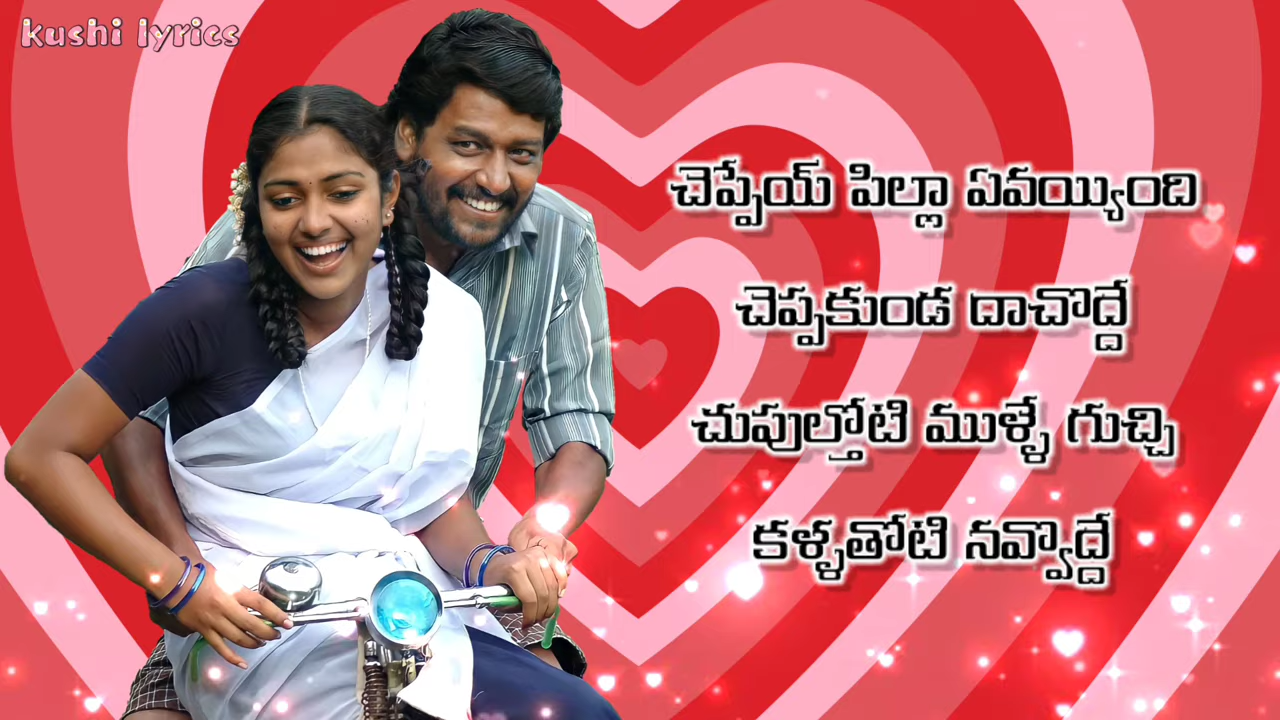 kushi lyrics
చెప్పేయ్ పిల్లా ఏవయ్యింది
చెప్పకుండ దాచొద్దే
చుపుల్తోటి ముళ్ళే గుచ్చి
కళ్ళతోటి నవ్వొద్దే